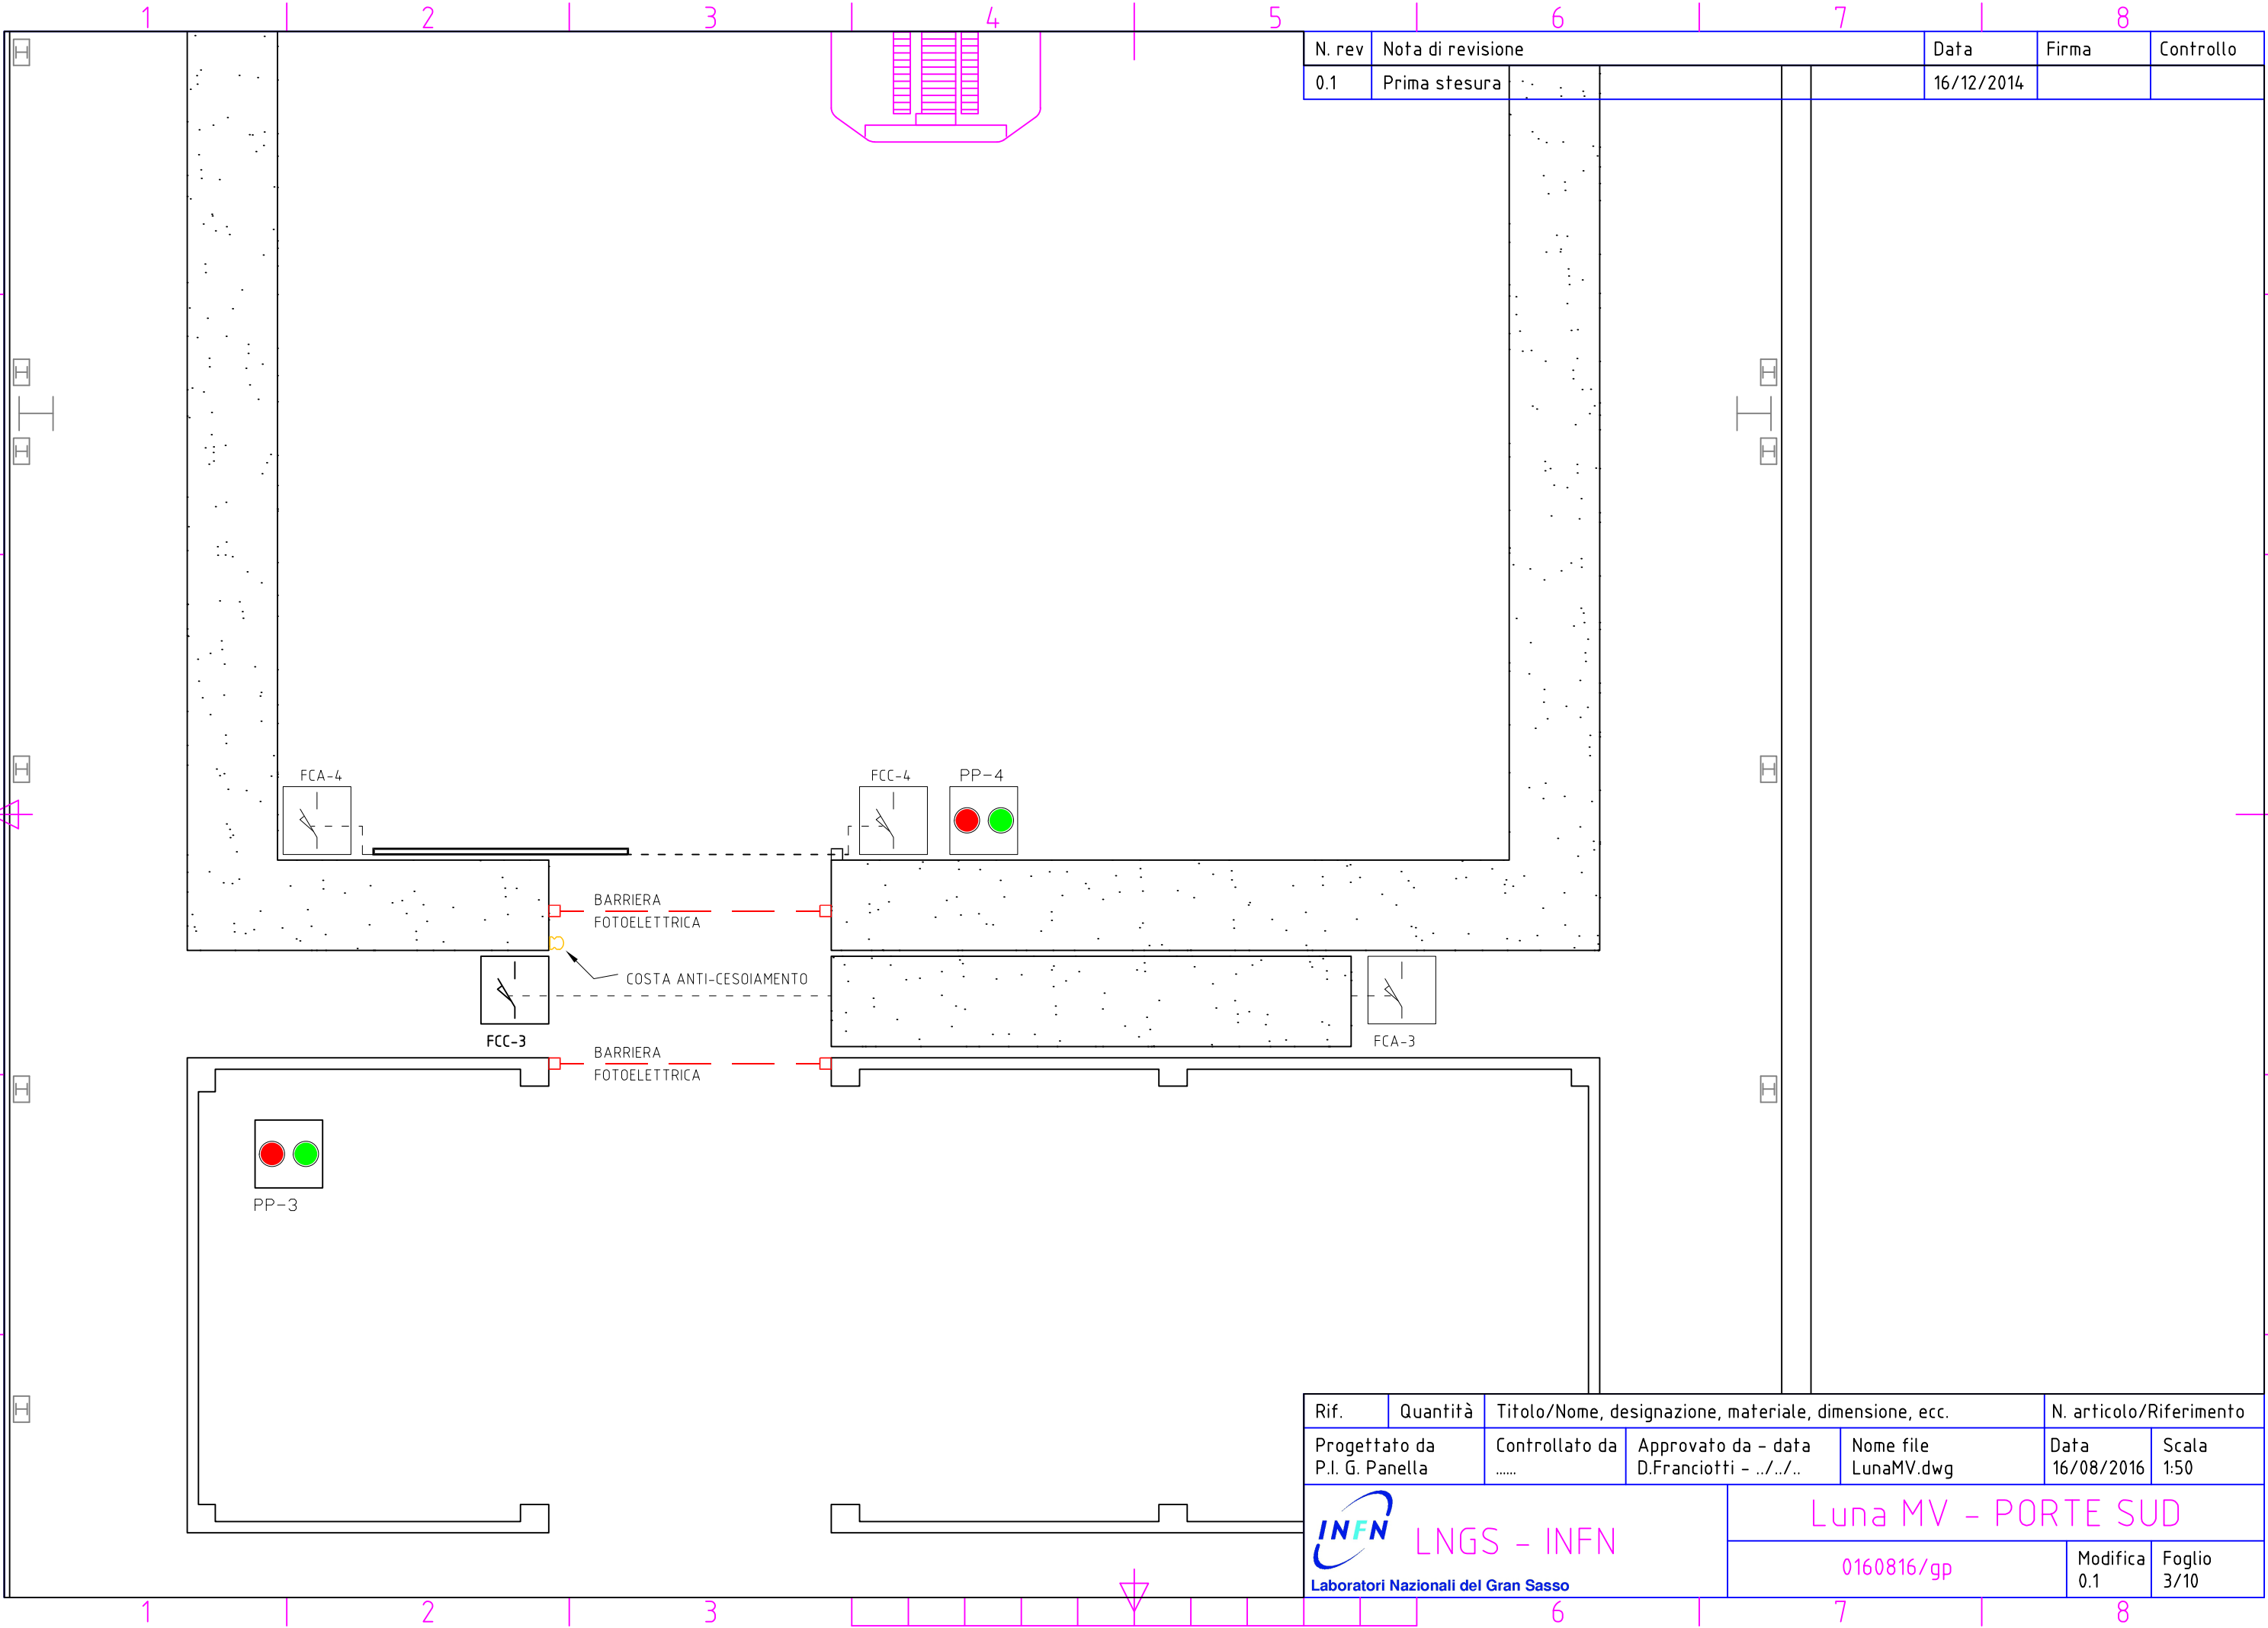 1 2 3 4 5 6 7 8
N. rev Nota di revisione Data Firma Controllo
0.1 Prima stesura 16/12/2014
FCA-4
FCC-4
PP-4
BARRIERA
FOTOELETTRICA
COSTA ANTI-CESOIAMENTO
FCC-3
FCA-3
BARRIERA
FOTOELETTRICA
PP-3
Rif. Quantità Titolo/Nome, designazione, materiale, dimensione, ecc. N. articolo/Riferimento
Progettato da Controllato da Approvato da - data Nome file Data Scala
P.I. G. Panella ...... D.Franciotti - ../../.. LunaMV.dwg 16/08/2016 1:50
INFN
LNGS - INFN
Laboratori Nazionali del Gran Sasso
Luna MV - PORTE SUD
0160816/gp
Modifica Foglio
0.1 3/10
1 2 3 6 7 8